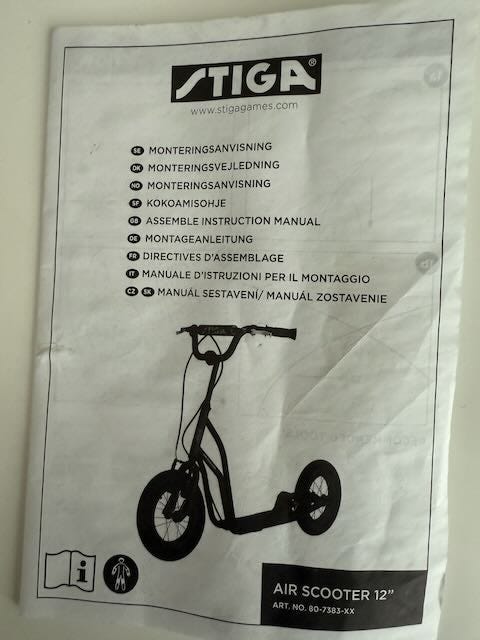 STIGA®
www.stigagames.com
SE MONTERINGSANVISNING
DK MONTERINGSVEJLEDNING
NO MONTERINGSANVISNING
SF KOKOAMISOHJE
GB ASSEMBLE INSTRUCTION MANUAL
DE MONTAGEANLEITUNG
FR DIRECTIVES D'ASSEMBLAGE
IT MANUALE D'ISTRUZIONI PER IL MONTAGGIO
CZ SK MANUÁL SESTAVENÍ/ MANUÁL ZOSTAVENIE
STIGA
i
AIR SCOOTER 12”
ART. NO. 80-7383-XX